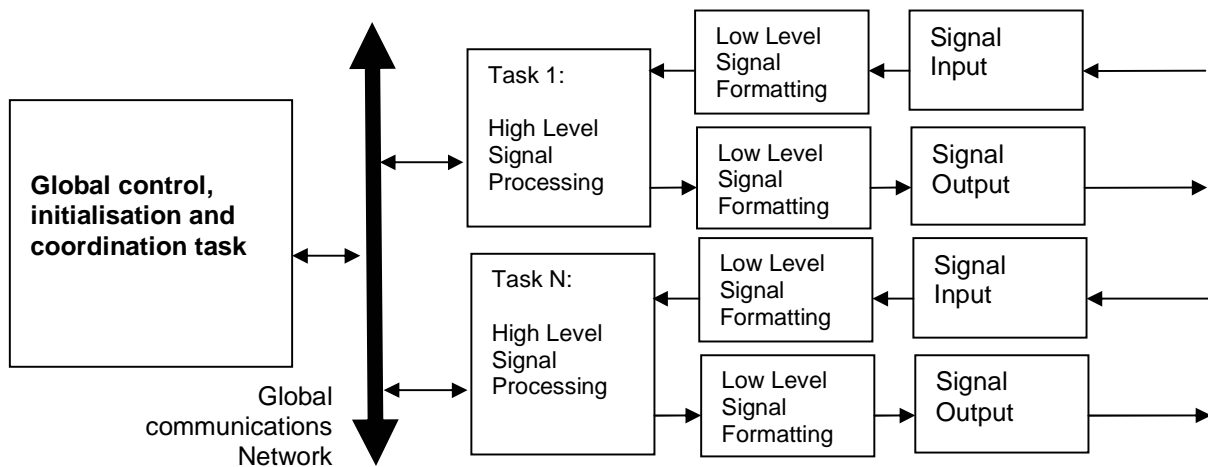 Global control,
initialisation and
coordination task
Global
communications
Network
Task 1:
High Level
Signal
Processing
Low Level
Signal
Formatting
Signal
Input
Low Level
Signal
Formatting
Signal
Output
Task N:
High Level
Signal
Processing
Low Level
Signal
Formatting
Signal
Input
Low Level
Signal
Formatting
Signal
Output